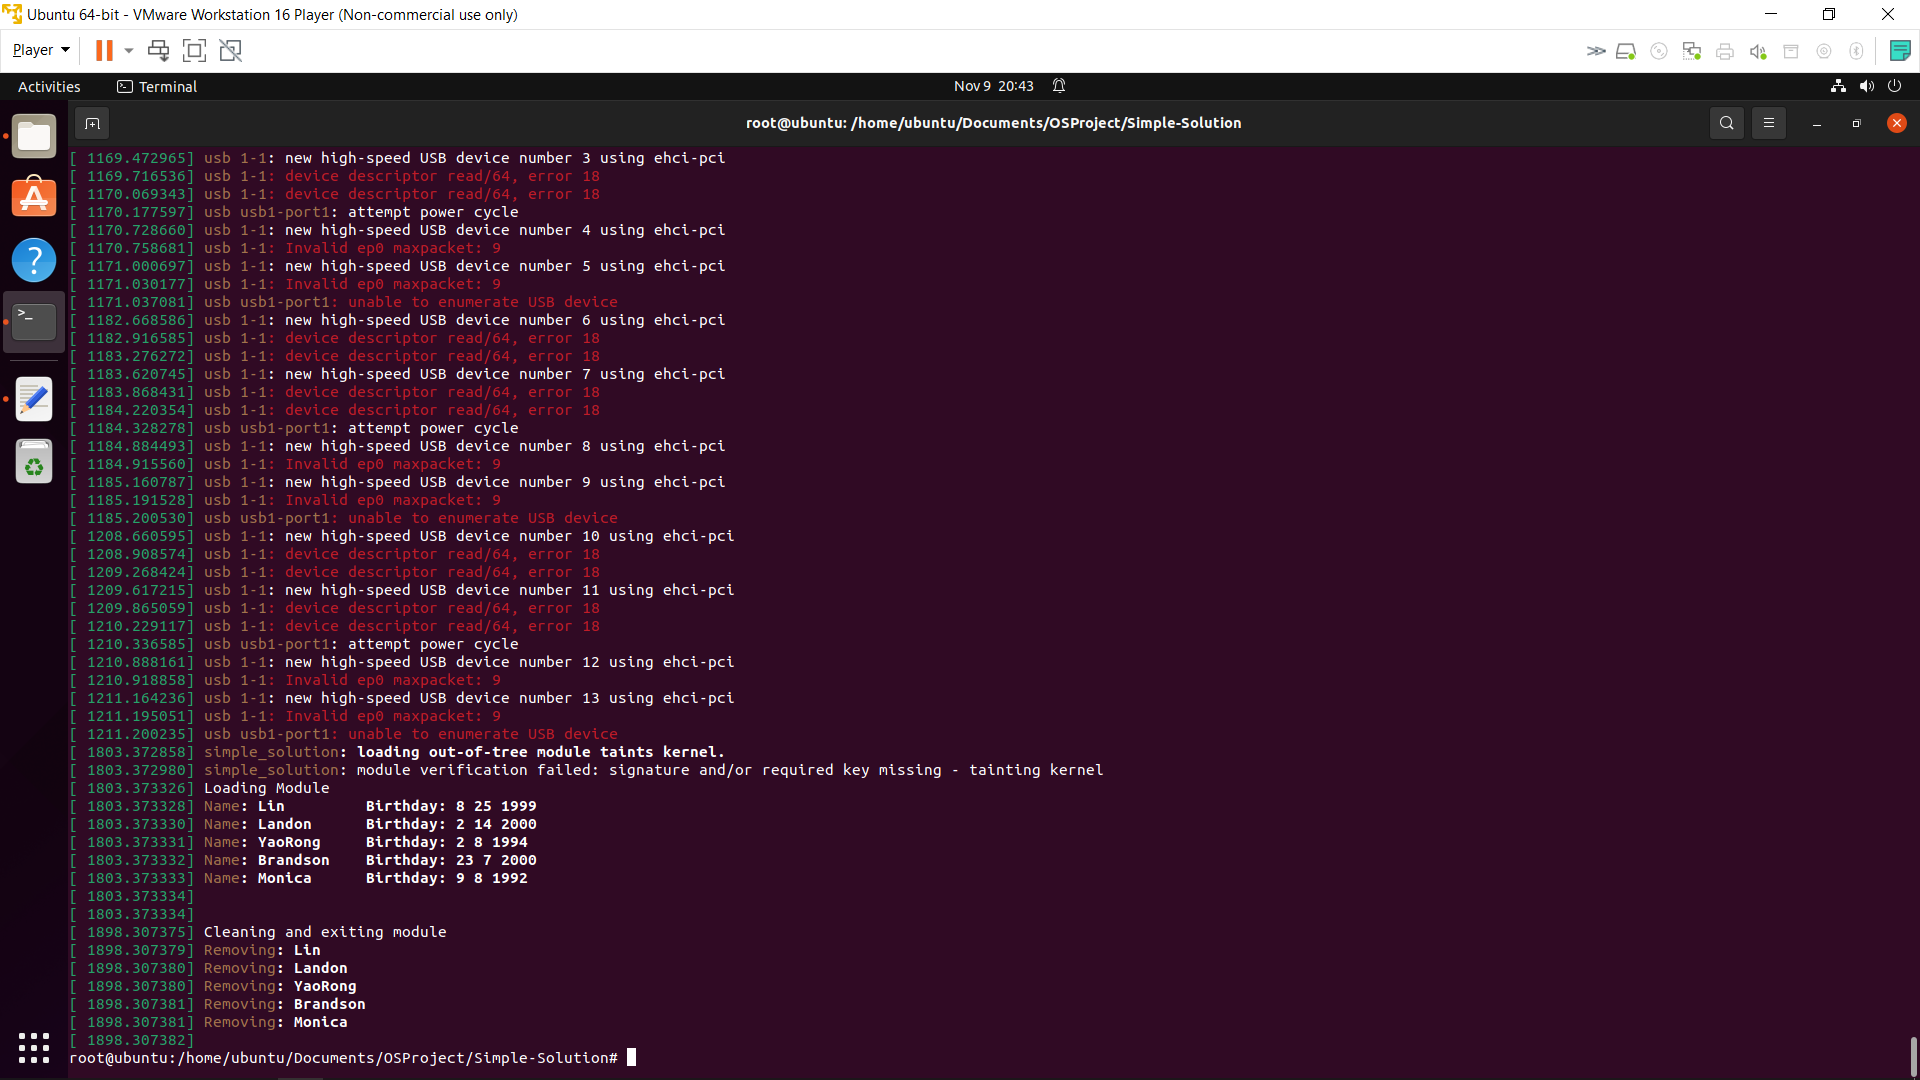 Ubuntu 64-bit - VMware Workstation 16 Player (Non-commercial use only)
Player
Activities
Terminal
Nov 9 20:43
root@ubuntu: /home/ubuntu/Documents/OSProject/Simple-Solution
[ 1169.472965] usb 1-1: new high-speed USB device number 3 using ehci-pci
[ 1169.716536] usb 1-1: device descriptor read/64, error 18
[ 1170.069343] usb 1-1: device descriptor read/64, error 18
[ 1170.177597] usb usb1-port1: attempt power cycle
[ 1170.728660] usb 1-1: new high-speed USB device number 4 using ehci-pci
[ 1170.758681] usb 1-1: Invalid ep0 maxpacket: 9
[ 1171.000697] usb 1-1: new high-speed USB device number 5 using ehci-pci
[ 1171.030177] usb 1-1: Invalid ep0 maxpacket: 9
[ 1171.037081] usb usb1-port1: unable to enumerate USB device
[ 1182.668586] usb 1-1: new high-speed USB device number 6 using ehci-pci
[ 1182.916585] usb 1-1: device descriptor read/64, error 18
[ 1183.276272] usb 1-1: device descriptor read/64, error 18
[ 1183.620745] usb 1-1: new high-speed USB device number 7 using ehci-pci
[ 1183.868431] usb 1-1: device descriptor read/64, error 18
[ 1184.220354] usb 1-1: device descriptor read/64, error 18
[ 1184.328278] usb usb1-port1: attempt power cycle
[ 1184.884493] usb 1-1: new high-speed USB device number 8 using ehci-pci
[ 1184.915560] usb 1-1: Invalid ep0 maxpacket: 9
[ 1185.160787] usb 1-1: new high-speed USB device number 9 using ehci-pci
[ 1185.191528] usb 1-1: Invalid ep0 maxpacket: 9
[ 1185.200530] usb usb1-port1: unable to enumerate USB device
[ 1208.660595] usb 1-1: new high-speed USB device number 10 using ehci-pci
[ 1208.908574] usb 1-1: device descriptor read/64, error 18
[ 1209.268424] usb 1-1: device descriptor read/64, error 18
[ 1209.617215] usb 1-1: new high-speed USB device number 11 using ehci-pci
[ 1209.865059] usb 1-1: device descriptor read/64, error 18
[ 1210.229117] usb 1-1: device descriptor read/64, error 18
[ 1210.336585] usb usb1-port1: attempt power cycle
[ 1210.888161] usb 1-1: new high-speed USB device number 12 using ehci-pci
[ 1210.918858] usb 1-1: Invalid ep0 maxpacket: 9
[ 1211.164236] usb 1-1: new high-speed USB device number 13 using ehci-pci
[ 1211.195051] usb 1-1: Invalid ep0 maxpacket: 9
[ 1211.200235] usb usb1-port1: unable to enumerate USB device
[ 1803.372858] simple_solution: loading out-of-tree module taints kernel.
[ 1803.372980] simple_solution: module verification failed: signature and/or required key missing - tainting kernel
[ 1803.373326] Loading Module
[ 1803.373328] Name: Lin         Birthday: 8 25 1999
[ 1803.373330] Name: Landon      Birthday: 2 14 2000
[ 1803.373331] Name: YaoRong     Birthday: 2 8 1994
[ 1803.373332] Name: Brandson    Birthday: 23 7 2000
[ 1803.373333] Name: Monica      Birthday: 9 8 1992
[ 1803.373334]
[ 1803.373334]
[ 1898.307375] Cleaning and exiting module
[ 1898.307379] Removing: Lin
[ 1898.307380] Removing: Landon
[ 1898.307380] Removing: YaoRong
[ 1898.307381] Removing: Brandson
[ 1898.307381] Removing: Monica
[ 1898.307382]
root@ubuntu:/home/ubuntu/Documents/OSProject/Simple-Solution#